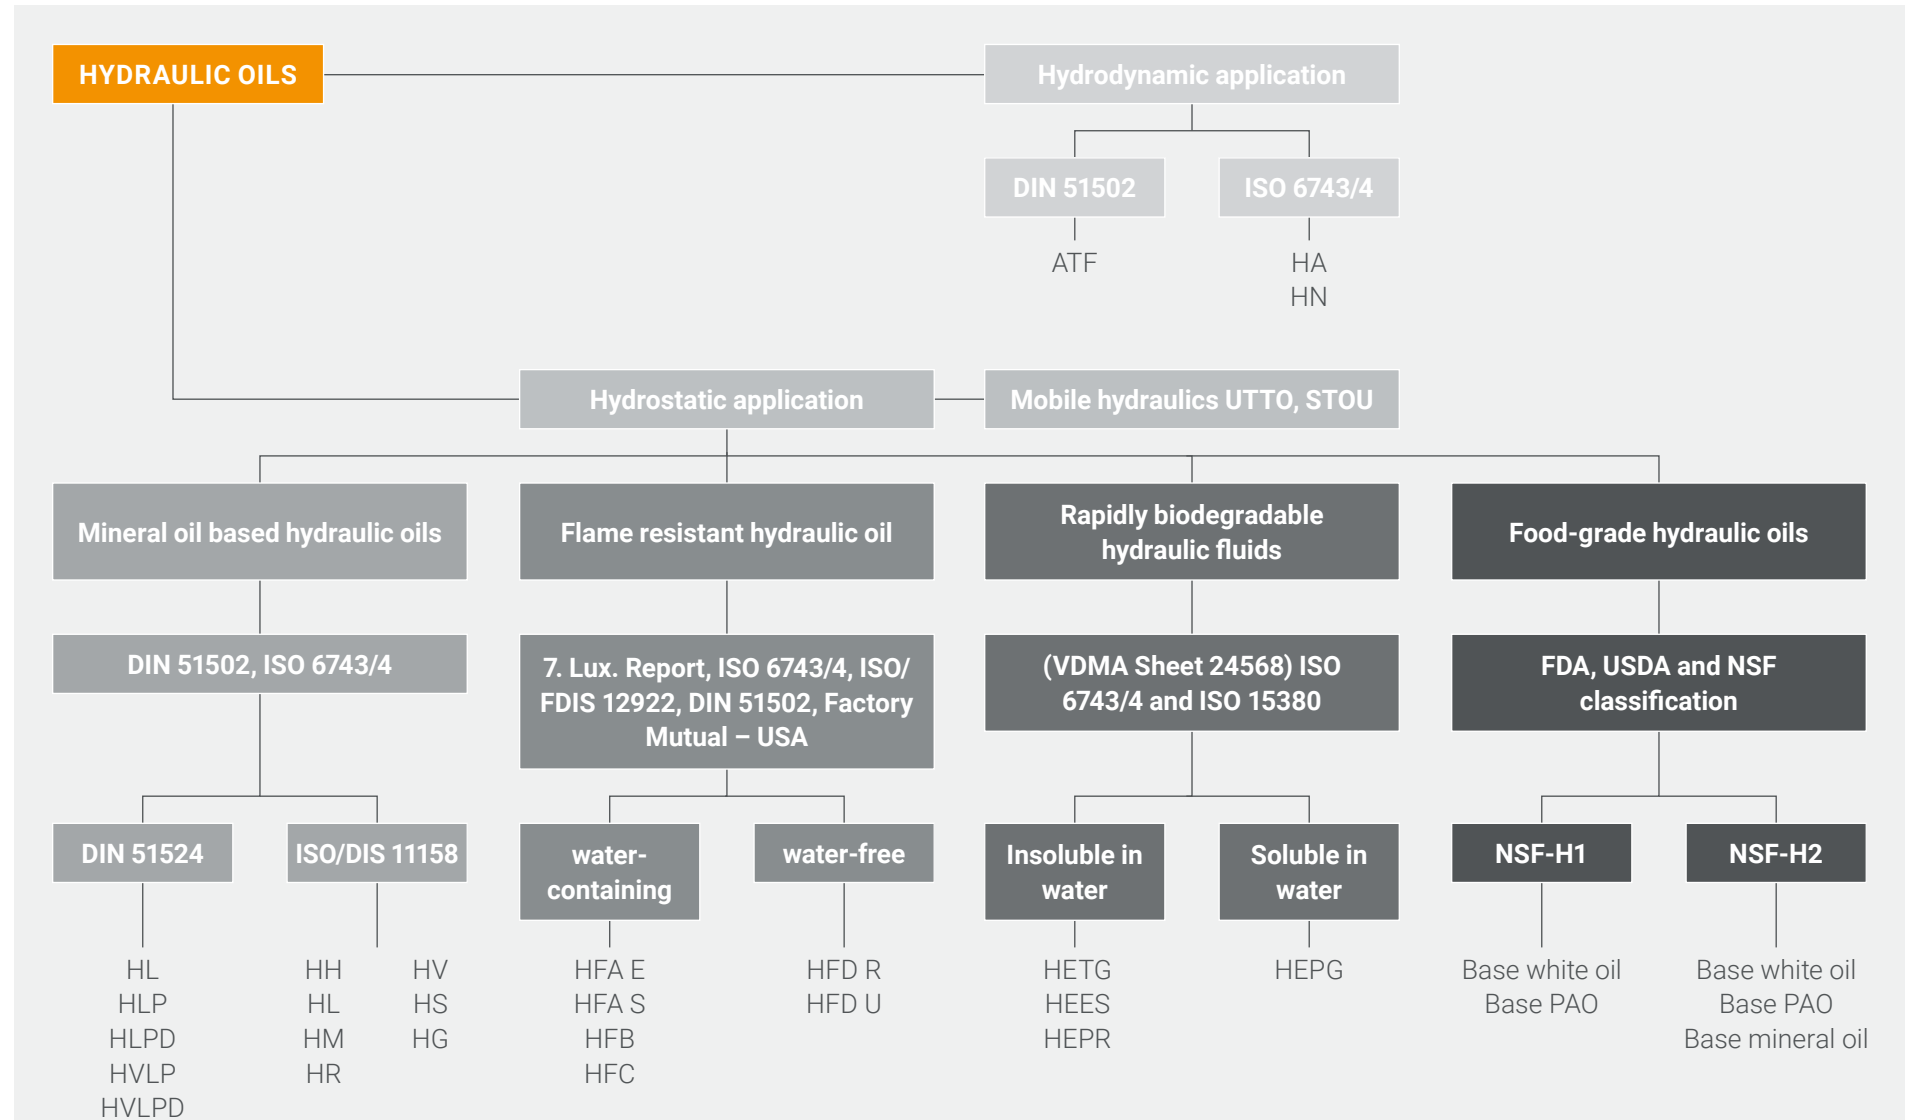 HYDRAULIC OILS
Hydrodynamic application
DIN 51502
ISO 6743/4
ATF
HA
HN
Hydrostatic application
Mobile hydraulics UTTO, STOU
Mineral oil based hydraulic oils
Flame resistant hydraulic oil
Rapidly biodegradable
hydraulic fluids
Food-grade hydraulic oils
DIN 51502, ISO 6743/4
7. Lux. Report, ISO 6743/4, ISO/
FDIS 12922, DIN 51502, Factory
Mutual – USA
(VDMA Sheet 24568) ISO
6743/4 and ISO 15380
FDA, USDA and NSF
classification
DIN 51524
ISO/DIS 11158
water-
containing
water-free
Insoluble in
water
Soluble in
water
NSF-H1
NSF-H2
HL
HLP
HLPD
HVLP
HVLPD
HH
HL
HM
HR
HV
HS
HG
HFA E
HFA S
HFB
HFC
HFD R
HFD U
HETG
HEES
HEPR
HEPG
Base white oil
Base PAO
Base white oil
Base PAO
Base mineral oil